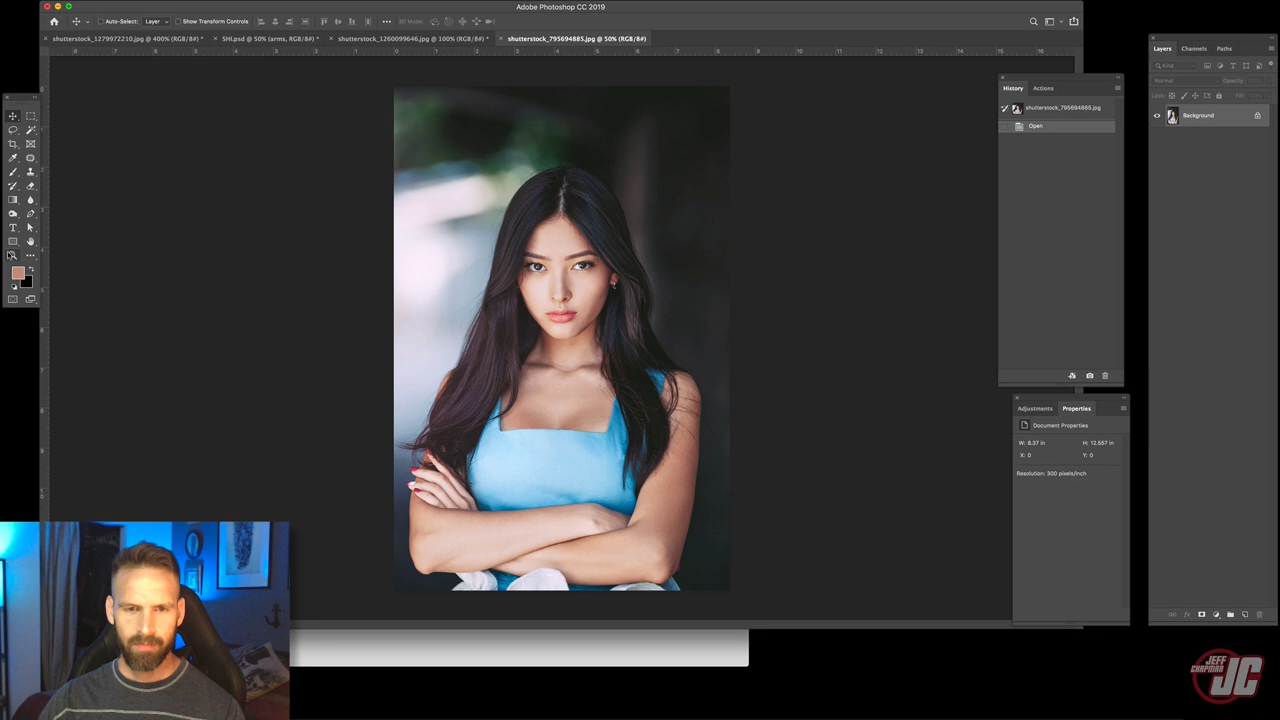 Adobe Photoshop CC 2019
Auto-Select: Layer Show Transform Controls 3D Mode:
shutterstock_1279972210.jpg @ 400% (RGB/8*) * SHI.psd @ 50% (arms, RGB/8*) * shutterstock_1260099646.jpg @ 100% (RGB/8*) * shutterstock_795694885.jpg @ 50% (RGB/8#)
History Actions
shutterstock_795694885.jpg
Open
Layers Channels Paths
Kind
Normal Opacity:
Lock: Fill:
Background
Adjustments Properties
Document Properties
W: 8.37 in H: 12.557 in
X: 0 Y: 0
Resolution: 300 pixels/inch
JEFF
CHAPMAN
JC